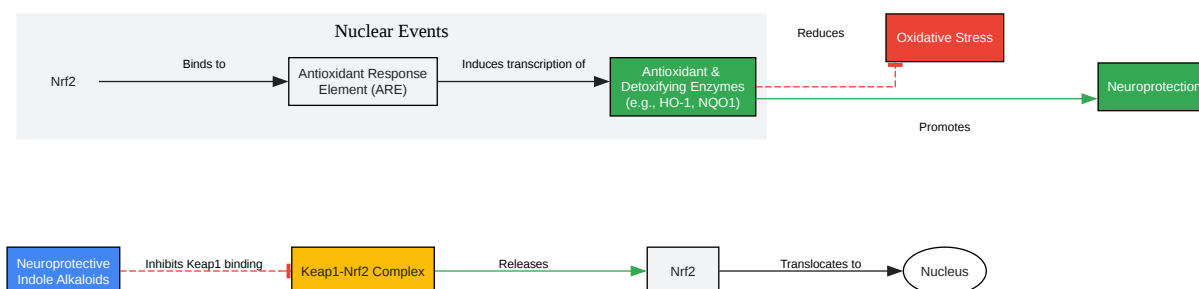 Nuclear Events
Reduces
Oxidative Stress
Nrf2
Binds to
Antioxidant Response
Element (ARE)
Induces transcription of
Antioxidant &
Detoxifying Enzymes
(e.g., HO-1, NQO1)
Neuroprotection
Promotes
Neuroprotective
Indole Alkaloids
Inhibits Keap1 binding
Keap1-Nrf2 Complex
Releases
Nrf2
Translocates to
Nucleus